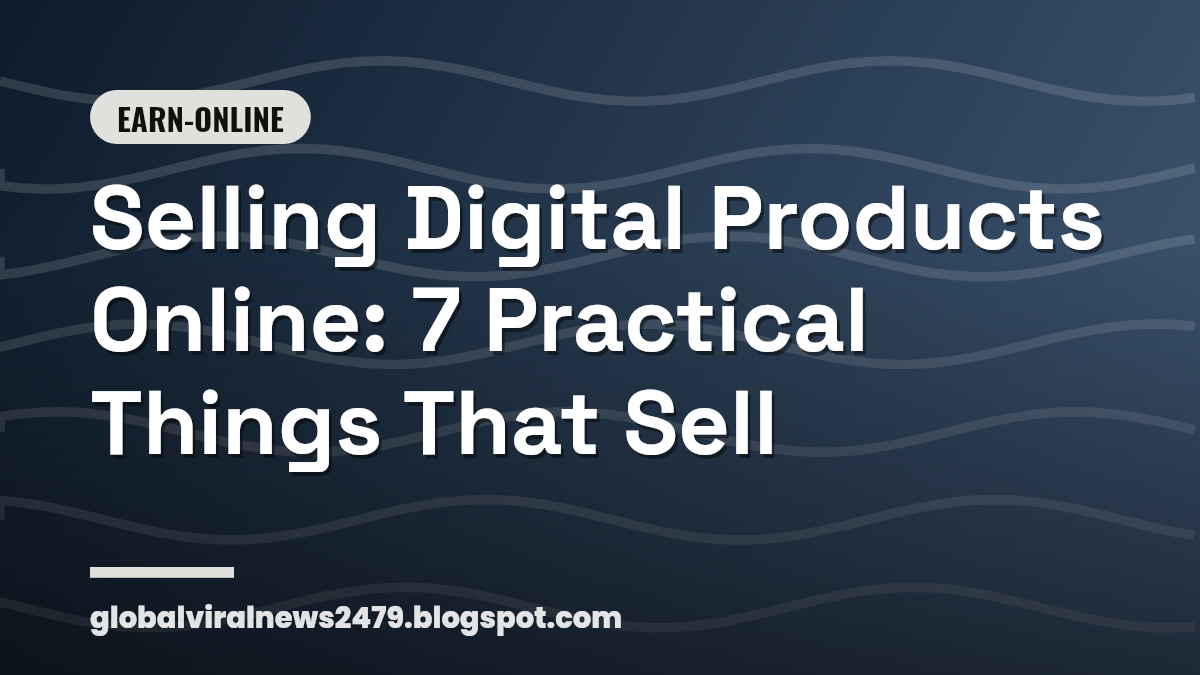 EARN-ONLINE
Selling Digital Products
Online: 7 Practical
Things That Sell
globalviralnews2479.blogspot.com